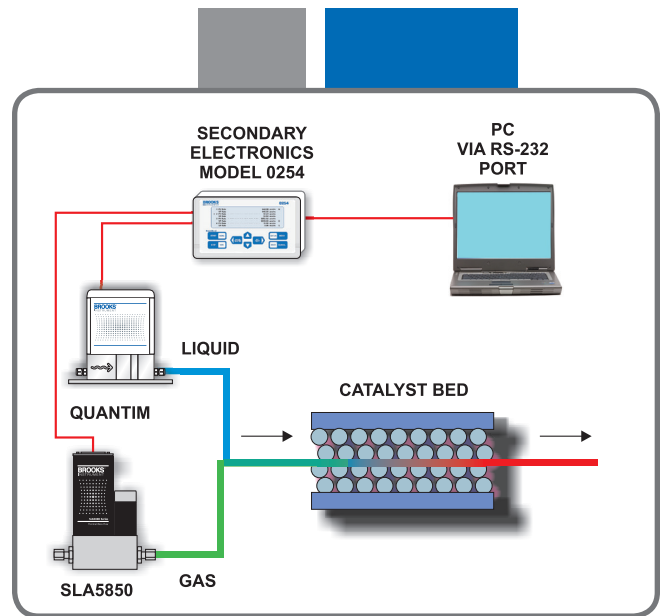 SECONDARY
ELECTRONICS
MODEL 0254
PC
VIA RS-232
PORT
BROOKS
0254
BROOKS
LIQUID
QUANTIM
CATALYST BED
BROOKS
INSTRUMENT
GAS
SLA5850